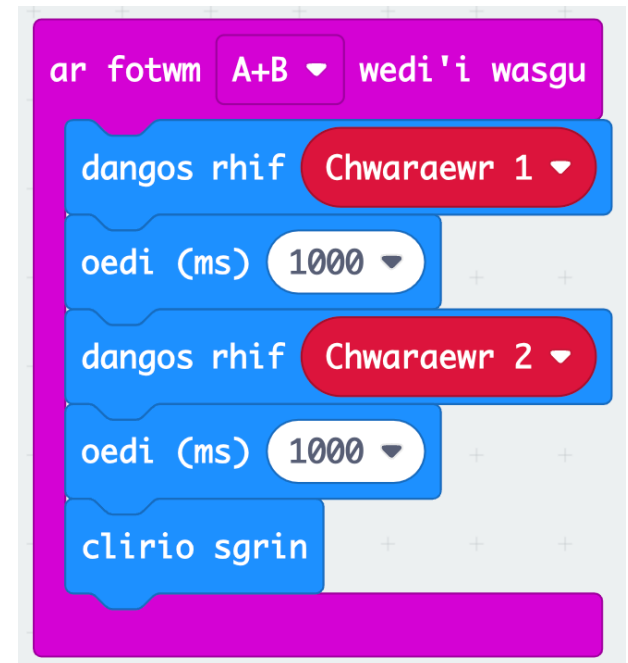 ar fotwm A+B wedi'i wasgu
dangos rhif Chwaraewr 1
oedi (ms) 1000
dangos rhif Chwaraewr 2
oedi (ms) 1000
clirio sgrin